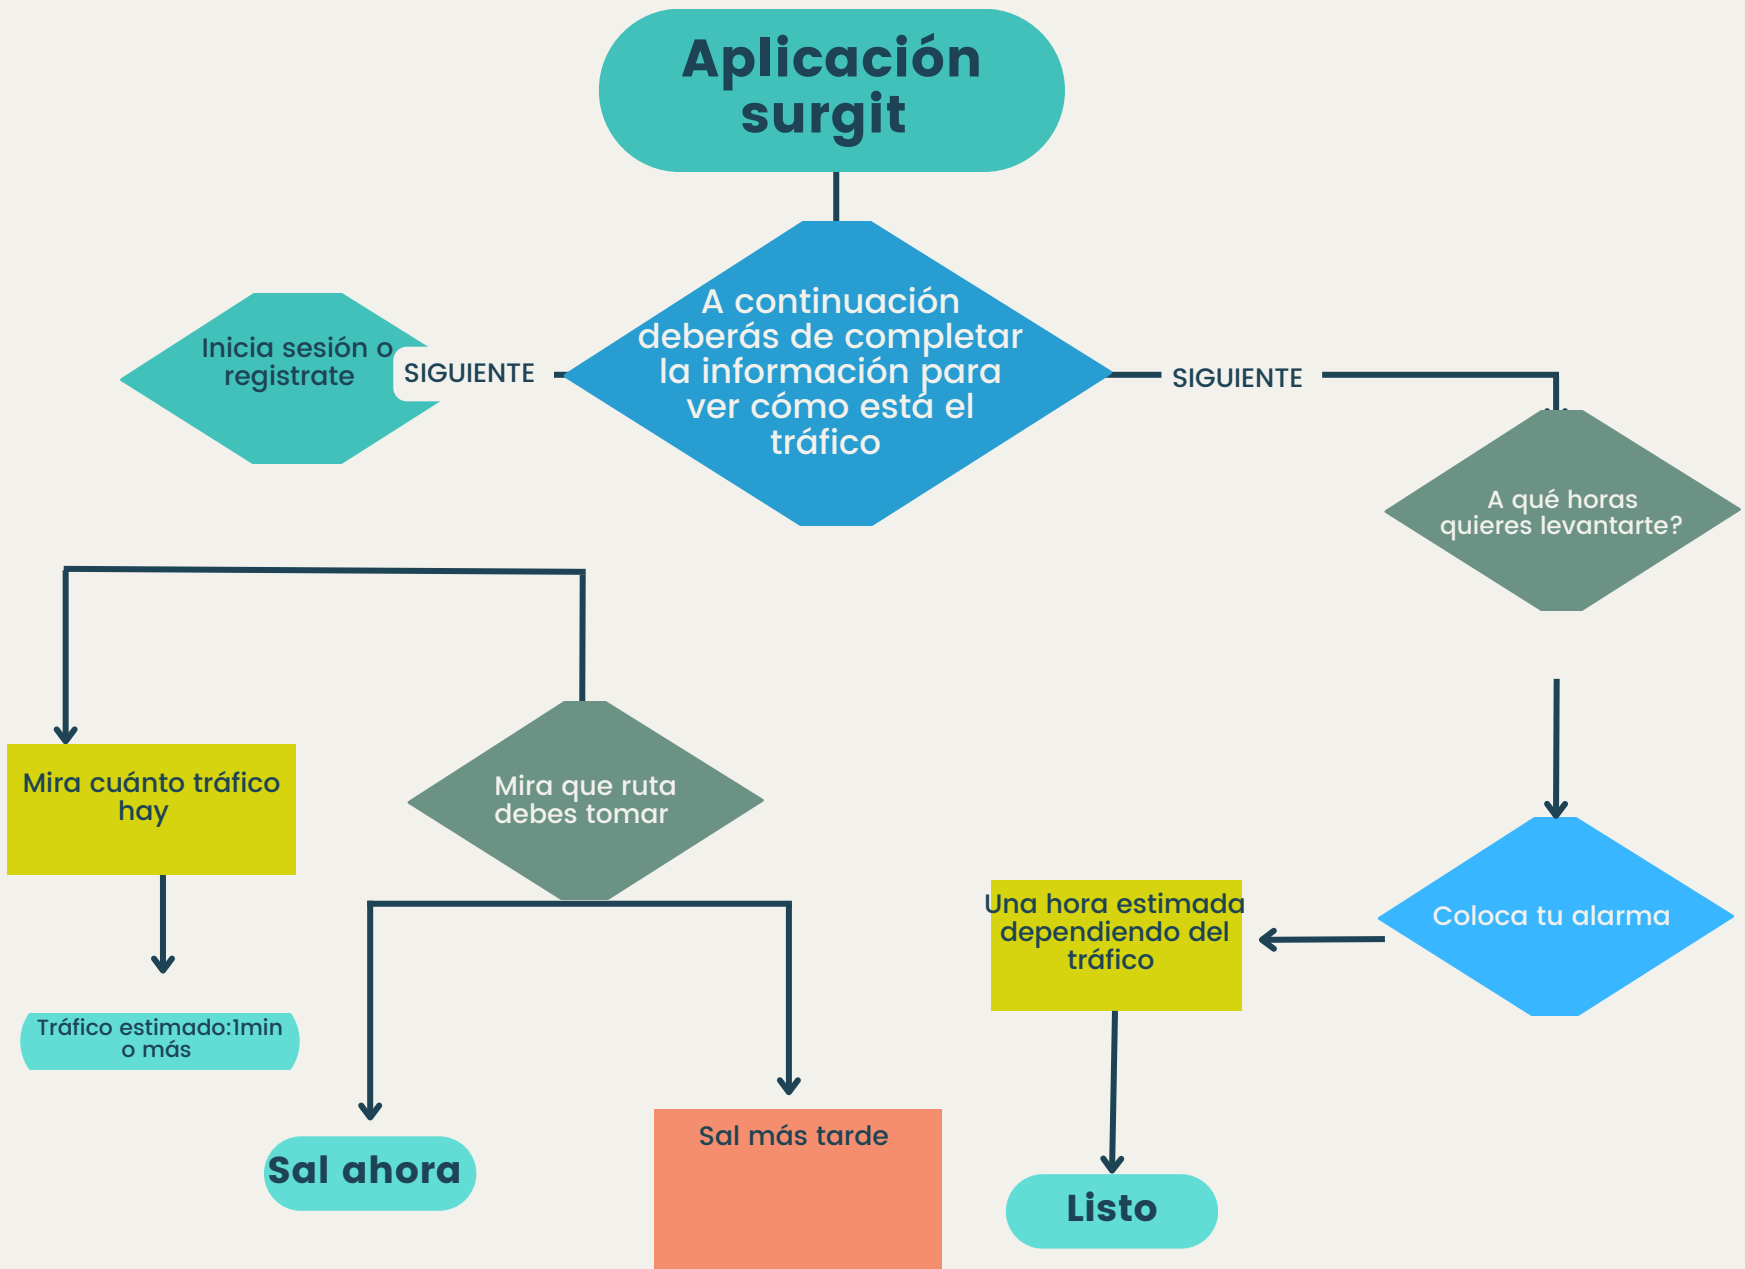 Aplicación
surgit
A continuación
deberás de completar
la información para
ver cómo está el
tráfico
Inicia sesión o
registrate
SIGUIENTE
SIGUIENTE
A qué horas
quieres levantarte?
Mira cuánto tráfico
hay
Mira que ruta
debes tomar
Coloca tu alarma
Una hora estimada
dependiendo del
tráfico
Tráfico estimado:1min
o más
Sal ahora
Sal más tarde
Listo